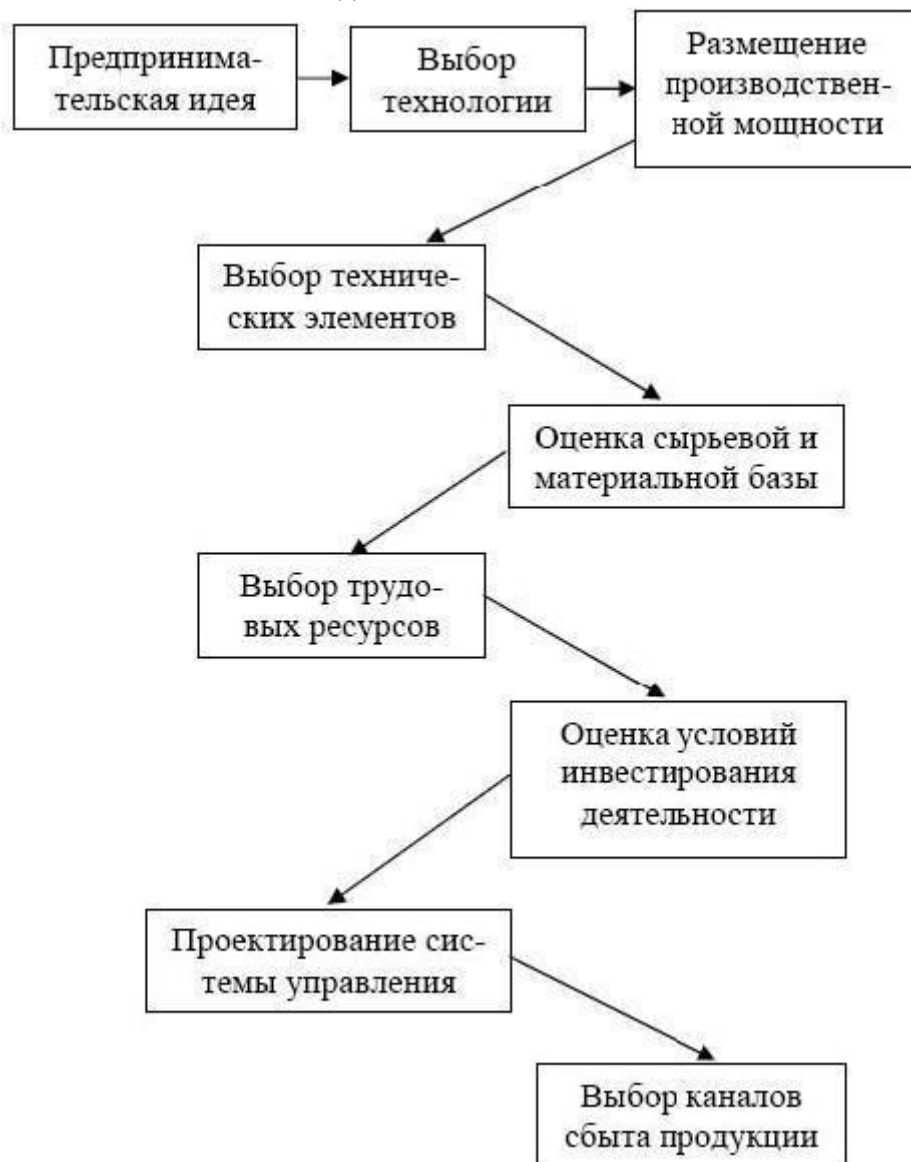 Предпринима-
тельская идея
Выбор
технологии
Размещение
производствен-
ной мощности
Выбор техниче-
ских элементов
Оценка сырьевой и
материальной базы
Выбор трудо-
вых ресурсов
Оценка условий
инвестирования
деятельности
Проектирование сис-
темы управления
Выбор каналов
сбыта продукции